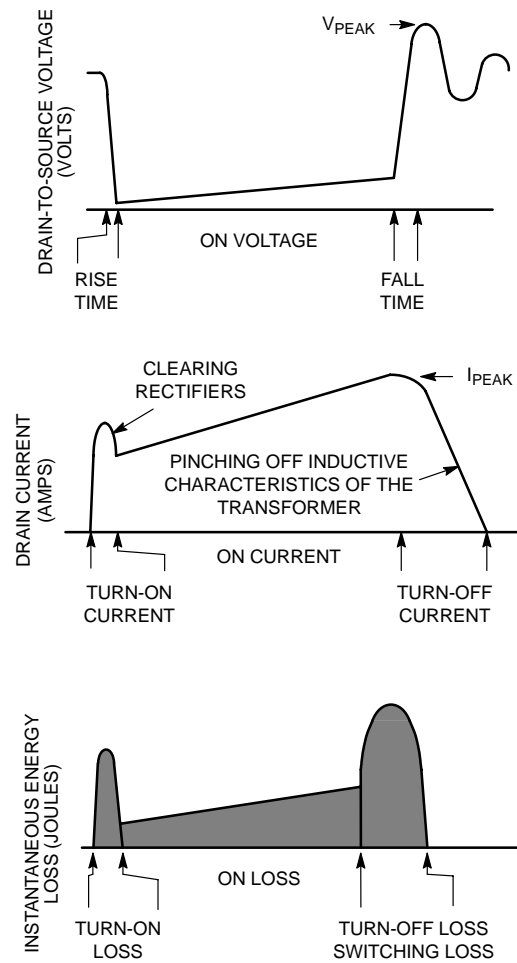 DRAIN-TO-SOURCE VOLTAGE
(VOLTS)
VPEAK
ON VOLTAGE
RISE
TIME
FALL
TIME
DRAIN CURRENT
(AMPS)
CLEARING
RECTIFIERS
IPEAK
PINCHING OFF INDUCTIVE
CHARACTERISTICS OF THE
TRANSFORMER
ON CURRENT
TURN-ON
CURRENT
TURN-OFF
CURRENT
INSTANTANEOUS ENERGY
LOSS (JOULES)
ON LOSS
TURN-ON
LOSS
TURN-OFF LOSS
SWITCHING LOSS